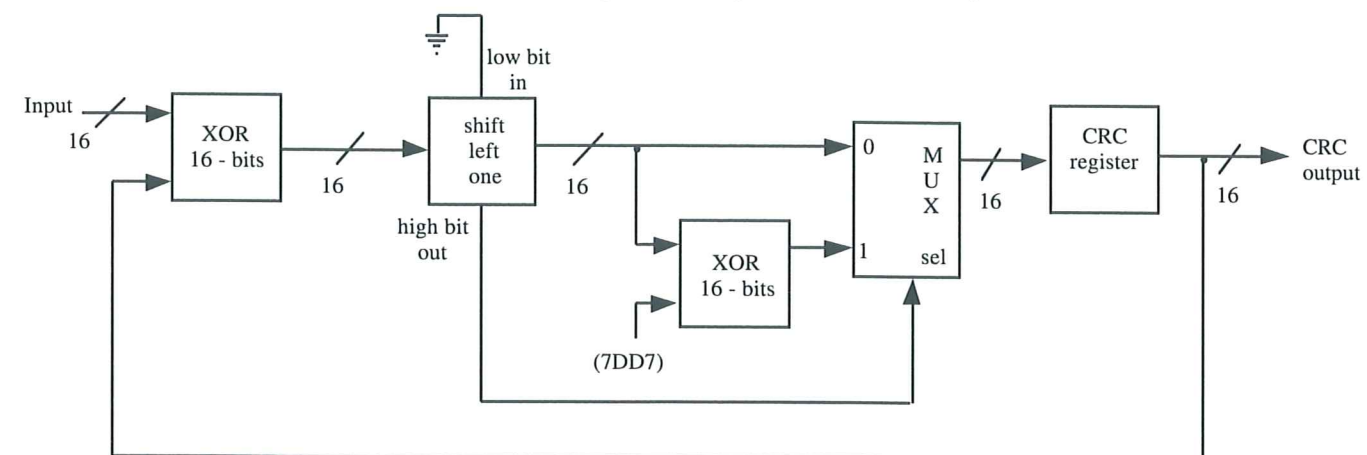 low bit
in
Input
16
XOR
16 - bits
16
shift
left
one
high bit
out
16
XOR
16 - bits
(7DD7)
0
1
M
U
X
sel
16
CRC
register
16
CRC
output